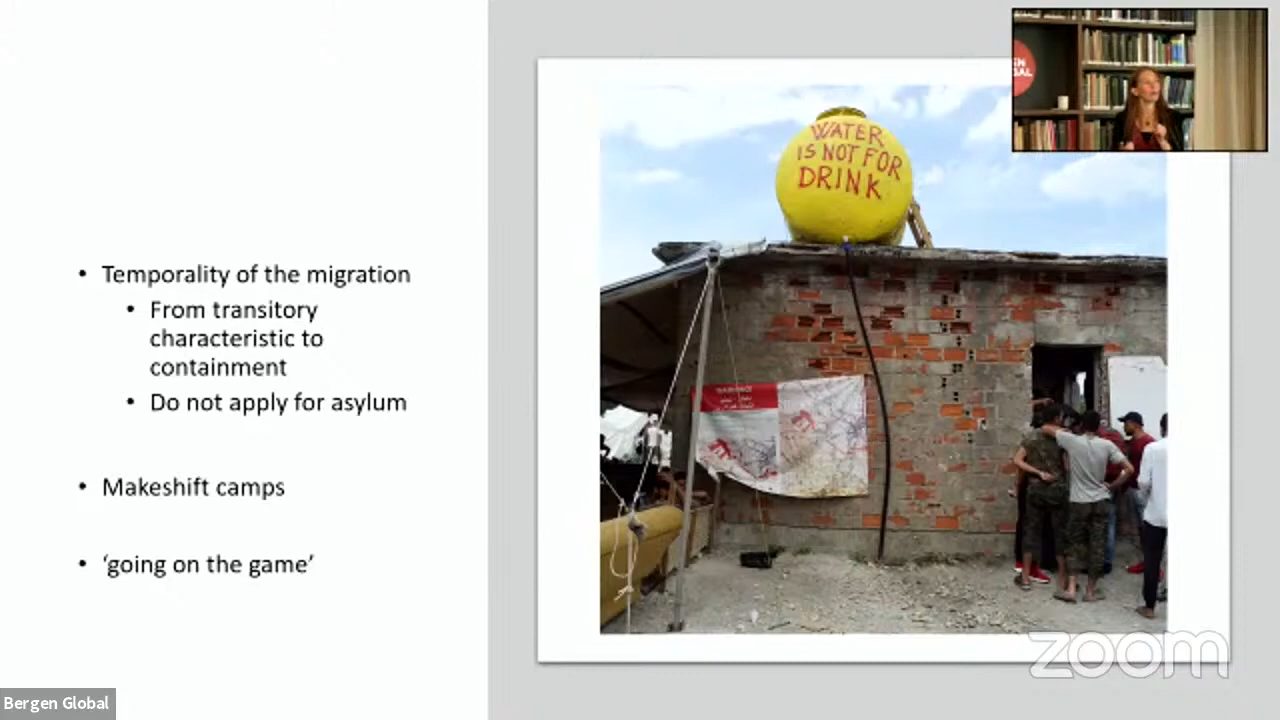 • Temporality of the migration
• From transitory
characteristic to
containment
• Do not apply for asylum
• Makeshift camps
• ‘going on the game’
WATER
IS NOT FOR
DRINK
zoom
Bergen Global